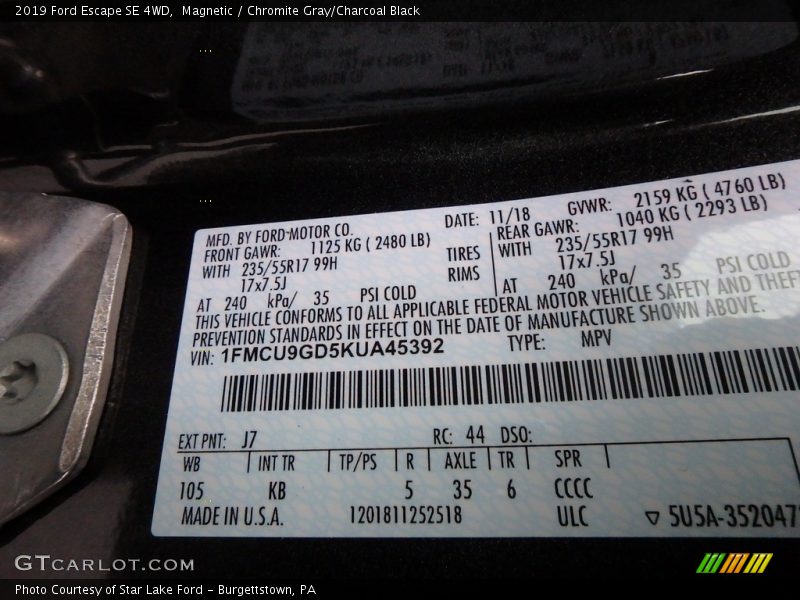 2019 Ford Escape SE 4WD, Magnetic / Chromite Gray/Charcoal Black
MFD. BY FORD MOTOR CO.
DATE: 11/18
GVWR: 2159 KG ( 4760 LB)
FRONT GAWR: 1125 KG ( 2480 LB)
REAR GAWR: 1040 KG ( 2293 LB)
WITH 235/55R17 99H
TIRES
WITH 235/55R17 99H
17x7.5J
RIMS
17x7.5J
AT 240 kPa/ 35 PSI COLD
AT 240 kPa/ 35 PSI COLD
THIS VEHICLE CONFORMS TO ALL APPLICABLE FEDERAL MOTOR VEHICLE SAFETY AND THEFT
PREVENTION STANDARDS IN EFFECT ON THE DATE OF MANUFACTURE SHOWN ABOVE.
VIN: 1FMCU9GD5KUA45392
TYPE: MPV
EXT PNT: J7 RC: 44 DSO:
WB INT TR TP/PS R AXLE TR SPR
105 KB 5 35 6 CCCC
MADE IN U.S.A. 1201811252518 ULC
5U5A-3520472
GTCARLOT.COM
Photo Courtesy of Star Lake Ford - Burgettstown, PA